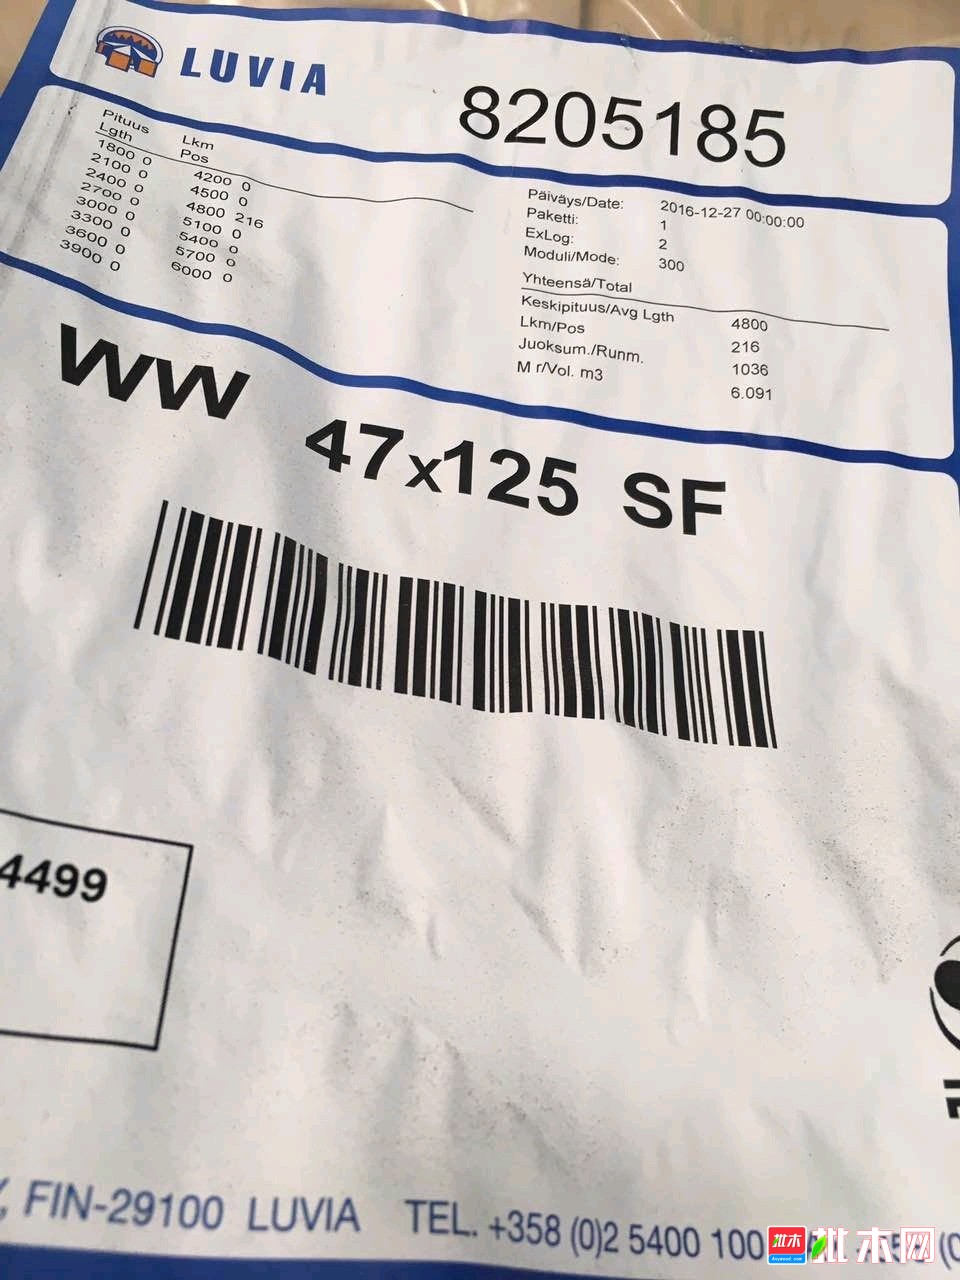 LUVIA
8205185
Pituus Lkm
Lgth Pos
1800 0 4200 0
2100 0 4500 0
2400 0 4800 216
2700 0 5100 0
3000 0 5400 0
3300 0 5700 0
3600 0 6000 0
3900 0
Päiväys/Date: 2016-12-27 00:00:00
Paketti: 1
ExLog: 2
Moduli/Mode: 300
Yhteensä/Total
Keskipituus/Avg Lgth 4800
Lkm/Pos 216
Juoksum./Runm. 1036
M r/Vol. m3 6.091
WW 47x125 SF
4499
FIN-29100 LUVIA TEL. +358 (0)2 5400 100
批木
批木网